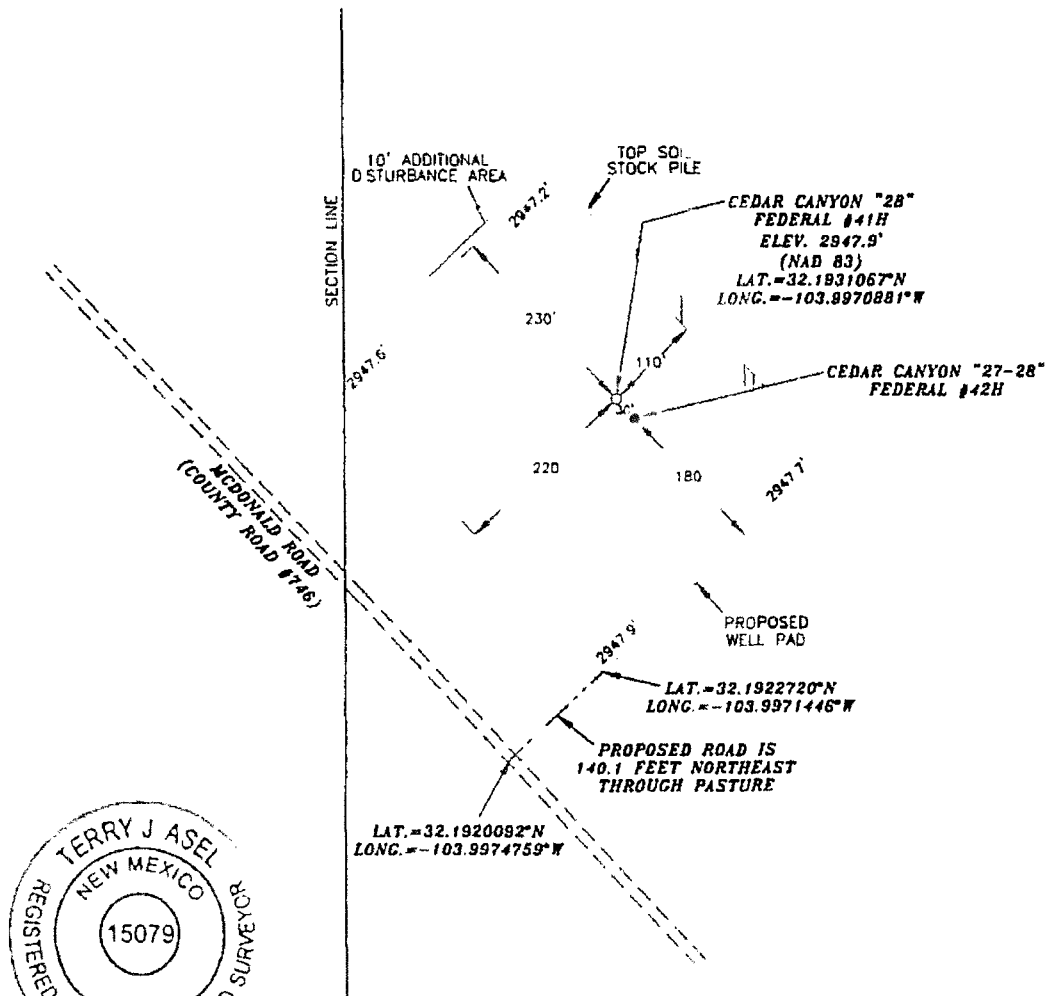 10' ADDITIONAL
D STURBANCE AREA
TOP SOIL
STOCK PILE
SECTION LINE
2947.2'
CEDAR CANYON "28"
FEDERAL #41H
ELEV. 2947.9'
(NAD 83)
LAT.=32.1931067°N
LONG.=-103.9970881°W
230'
110'
2947.6'
CEDAR CANYON "27-28"
FEDERAL #42H
30'
220
180
2947.7'
MCDONALD ROAD
(COUNTY ROAD #746)
PROPOSED
WELL PAD
2947.9'
LAT.=32.1922720°N
LONG.=-103.9971446°W
PROPOSED ROAD IS
140.1 FEET NORTHEAST
THROUGH PASTURE
LAT.=32.1920092°N
LONG.=-103.9974759°W
TERRY J ASEL
NEW MEXICO
15079
REGISTERED
SURVEYOR